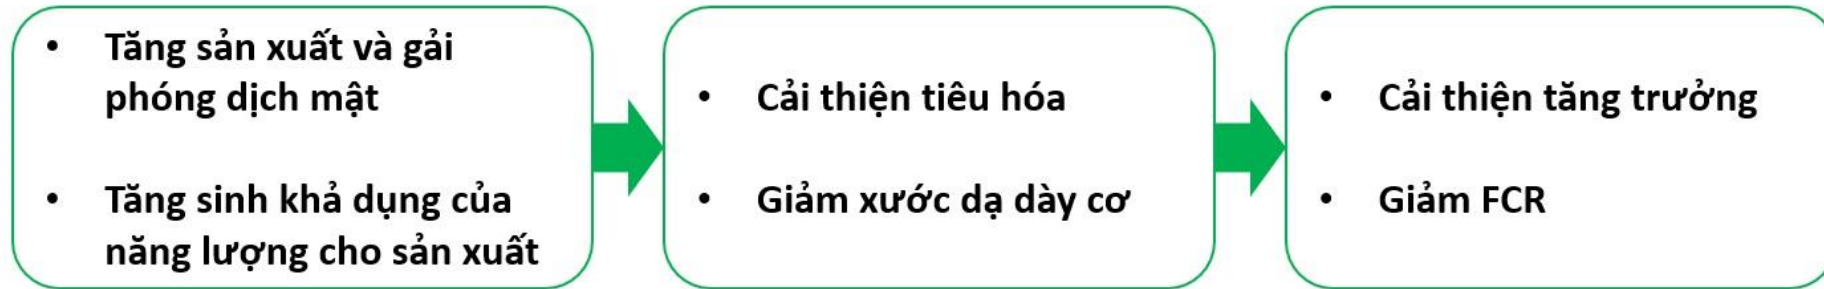 • Tăng sản xuất và gải
phóng dịch mật
• Tăng sinh khả dụng của
năng lượng cho sản xuất
• Cải thiện tiêu hóa
• Giảm xước dạ dày cơ
• Cải thiện tăng trưởng
• Giảm FCR